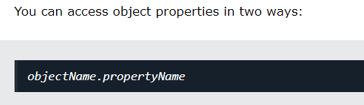 You can access object properties in two ways:
objectName.propertyName